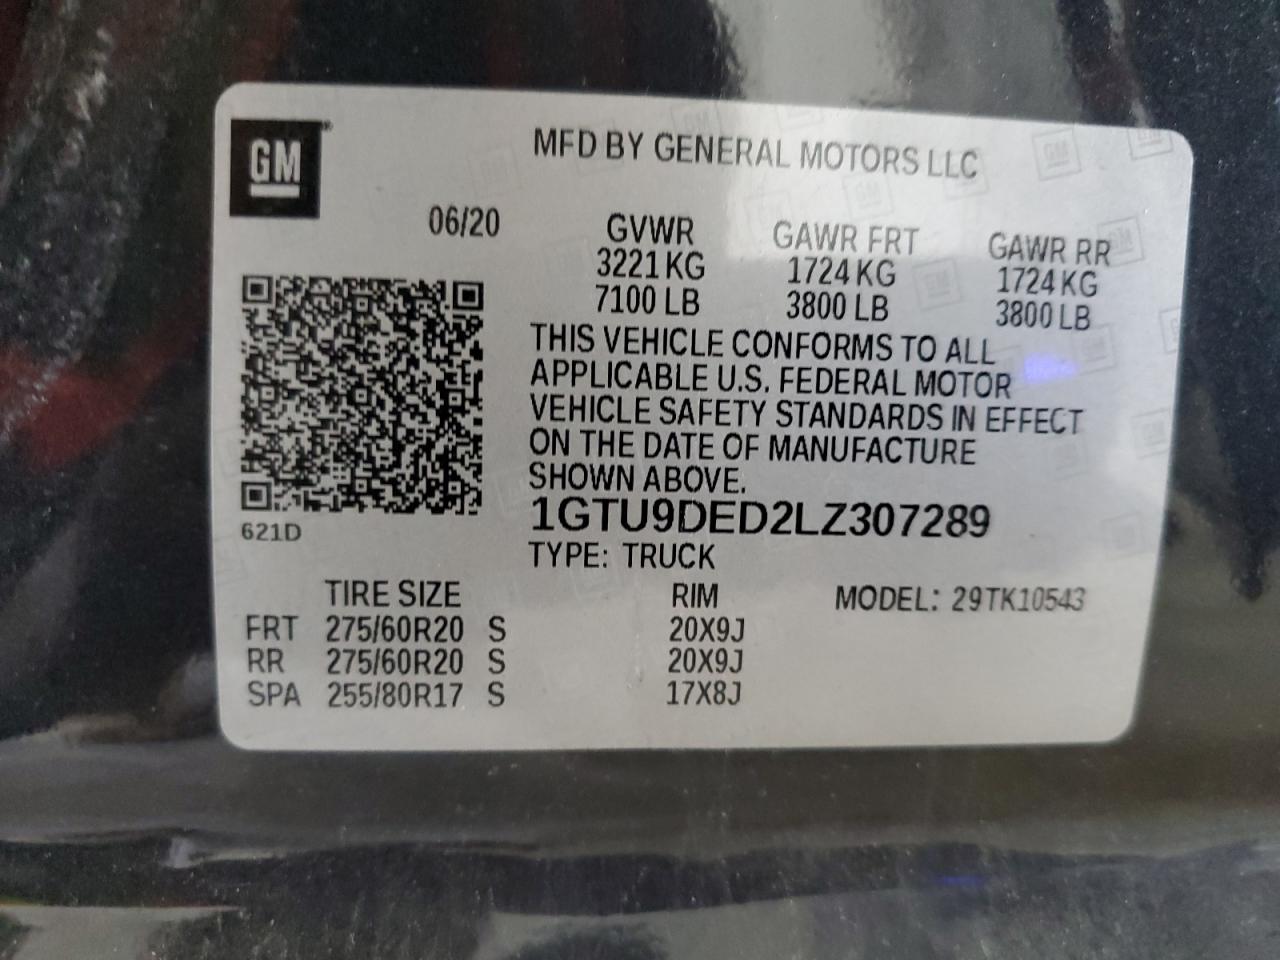 GM
MFD BY GENERAL MOTORS LLC
06/20
GVWR GAWR FRT GAWR RR
3221 KG 1724 KG 1724 KG
7100 LB 3800 LB 3800 LB
THIS VEHICLE CONFORMS TO ALL
APPLICABLE U.S. FEDERAL MOTOR
VEHICLE SAFETY STANDARDS IN EFFECT
ON THE DATE OF MANUFACTURE
SHOWN ABOVE.
1GTU9DED2LZ307289
621D
TYPE: TRUCK
TIRE SIZE RIM MODEL: 29TK10543
FRT 275/60R20 S 20X9J
RR 275/60R20 S 20X9J
SPA 255/80R17 S 17X8J